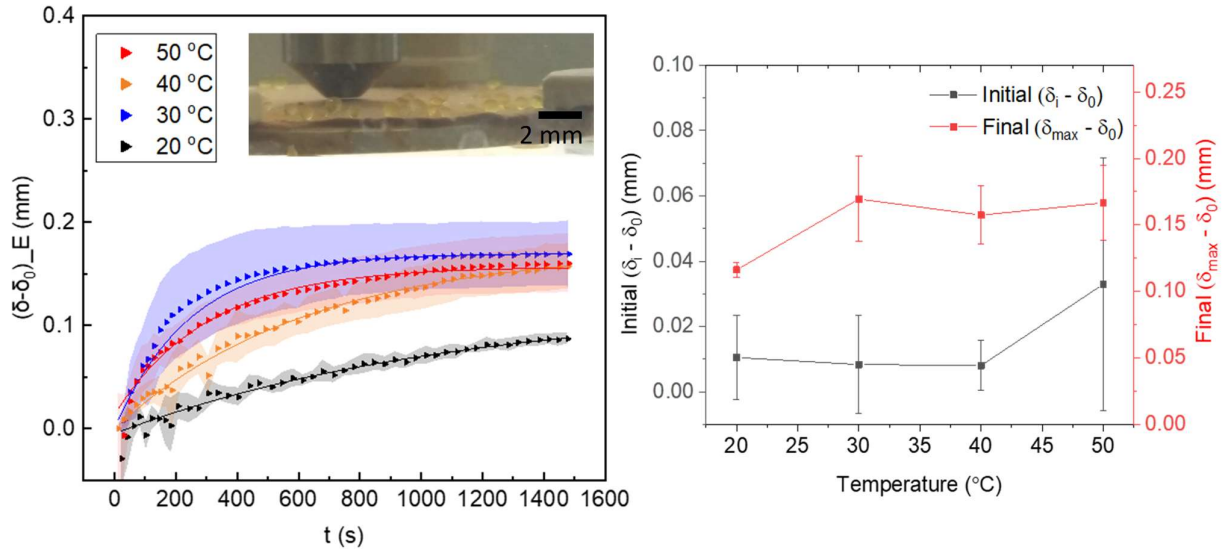 0.4
0.3
0.2
0.1
0.0
(δ-δ₀)_E (mm)
50 °C
40 °C
30 °C
20 °C
2 mm
0 200 400 600 800 1000 1200 1400 1600
t (s)
0.10
0.08
0.06
0.04
0.02
0.00
Initial (δᵢ - δ₀) (mm)
Initial (δᵢ - δ₀)
Final (δₘₐₓ - δ₀)
0.25
0.20
0.15
0.10
0.05
0.00
Final (δₘₐₓ - δ₀) (mm)
20 25 30 35 40 45 50
Temperature (°C)